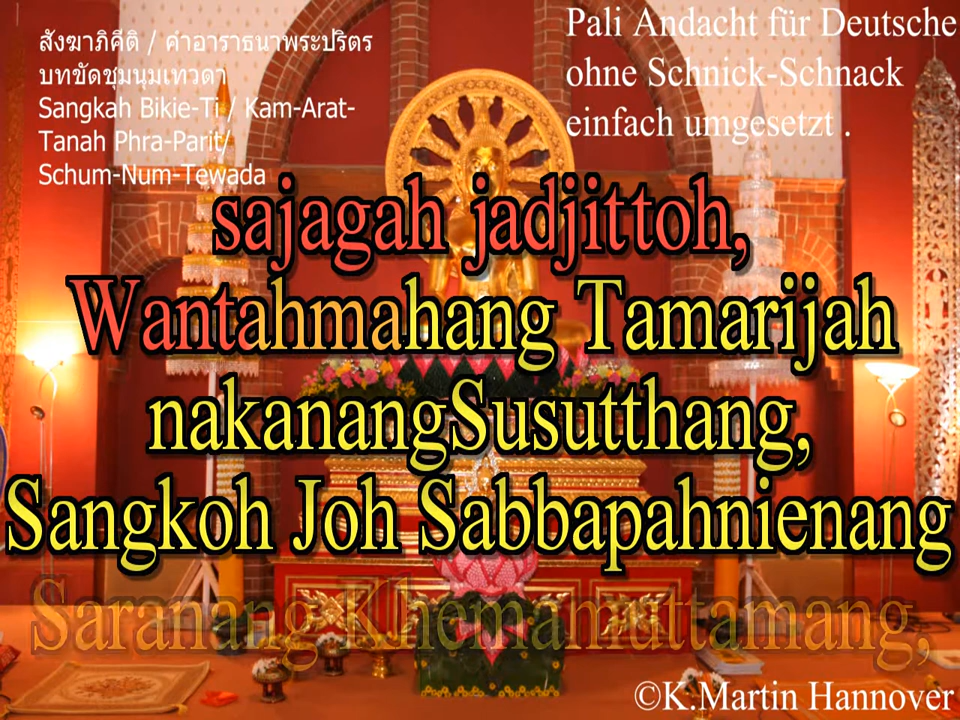 สังฆาภิคีติ / คำอาราธนาพระปริตร
บทขัดชุมนุมเทวดา
Sangkah Bikie-Ti / Kam-Arat-
Tanah Phra-Parit/
Schum-Num-Tewada
Pali Andacht für Deutsche
ohne Schnick-Schnack
einfach umgesetzt .
sajagah jadjittoh,
Wantahmahang Tamarijah
nakanangSusutthang,
Sangkoh Joh Sabbapahnienang
Saranang Khemamuttamang,
©K.Martin Hannover